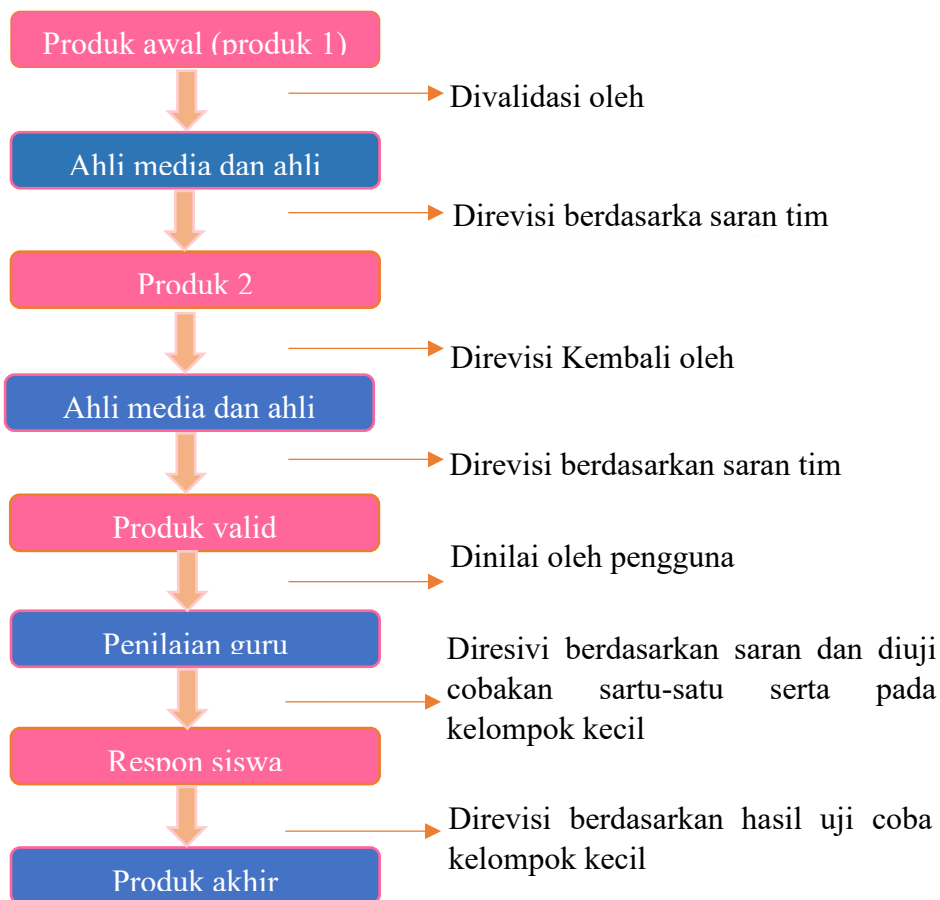 Produk awal (produk 1)
Divalidasi oleh
Ahli media dan ahli
Direvisi berdasarka saran tim
Produk 2
Direvisi Kembali oleh
Ahli media dan ahli
Direvisi berdasarkan saran tim
Produk valid
Dinilai oleh pengguna
Penilaian guru
Diresivi berdasarkan saran dan diuji
cobakan sartu-satu serta pada
kelompok kecil
Respon siswa
Direvisi berdasarkan hasil uji coba
kelompok kecil
Produk akhir